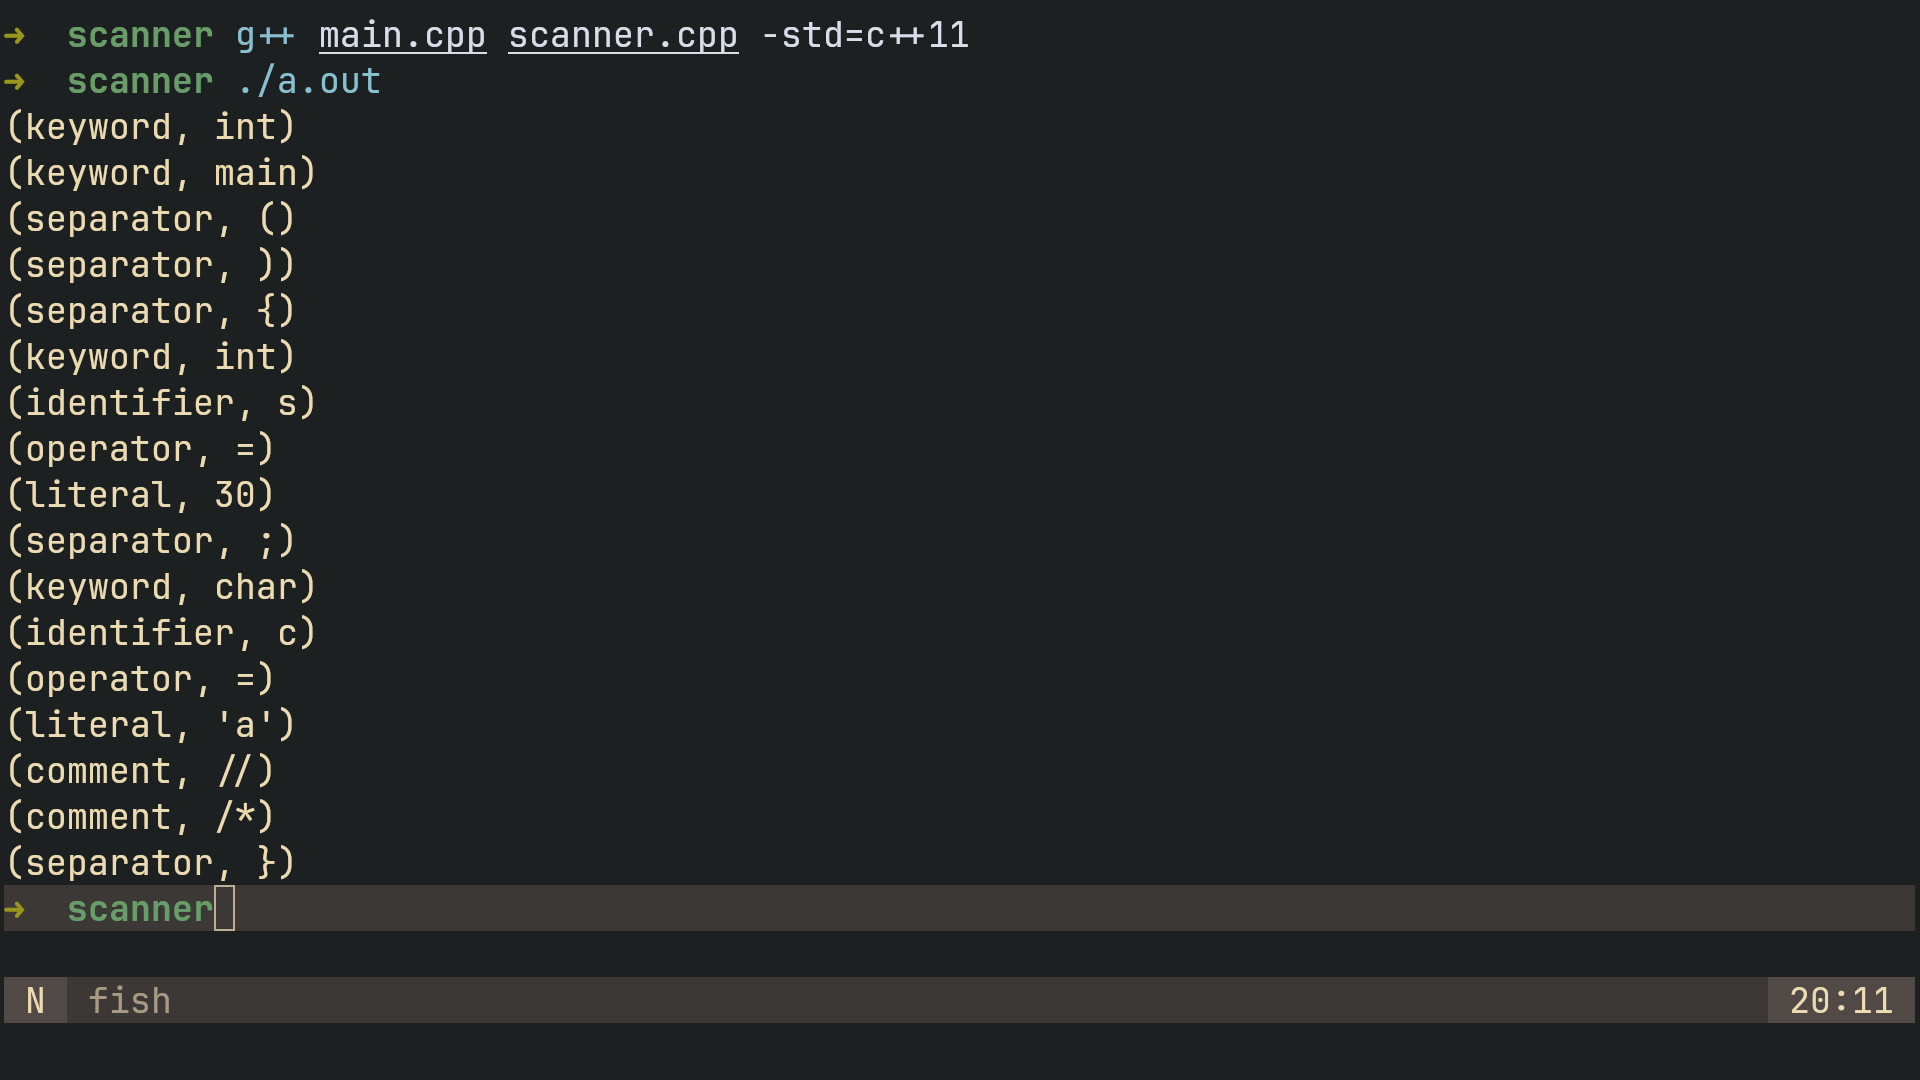 ➜  scanner g++ main.cpp scanner.cpp -std=c++11
➜  scanner ./a.out
(keyword, int)
(keyword, main)
(separator, ()
(separator, ))
(separator, {)
(keyword, int)
(identifier, s)
(operator, =)
(literal, 30)
(separator, ;)
(keyword, char)
(identifier, c)
(operator, =)
(literal, 'a')
(comment, //)
(comment, /*)
(separator, })
➜  scanner
N fish 20:11